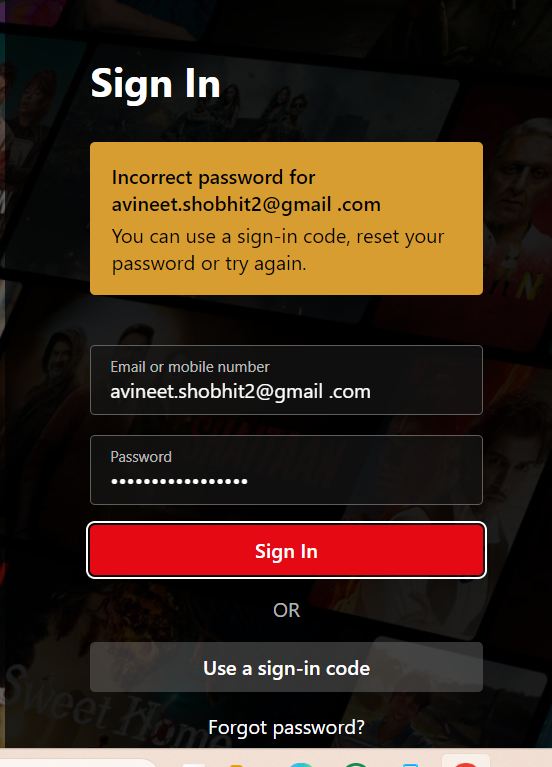 Sign In
Incorrect password for
avineet.shobhit2@gmail .com
You can use a sign-in code, reset your
password or try again.
Email or mobile number
avineet.shobhit2@gmail .com
Password
•••••••••••••••••
Sign In
OR
Use a sign-in code
Forgot password?
Sweet Home